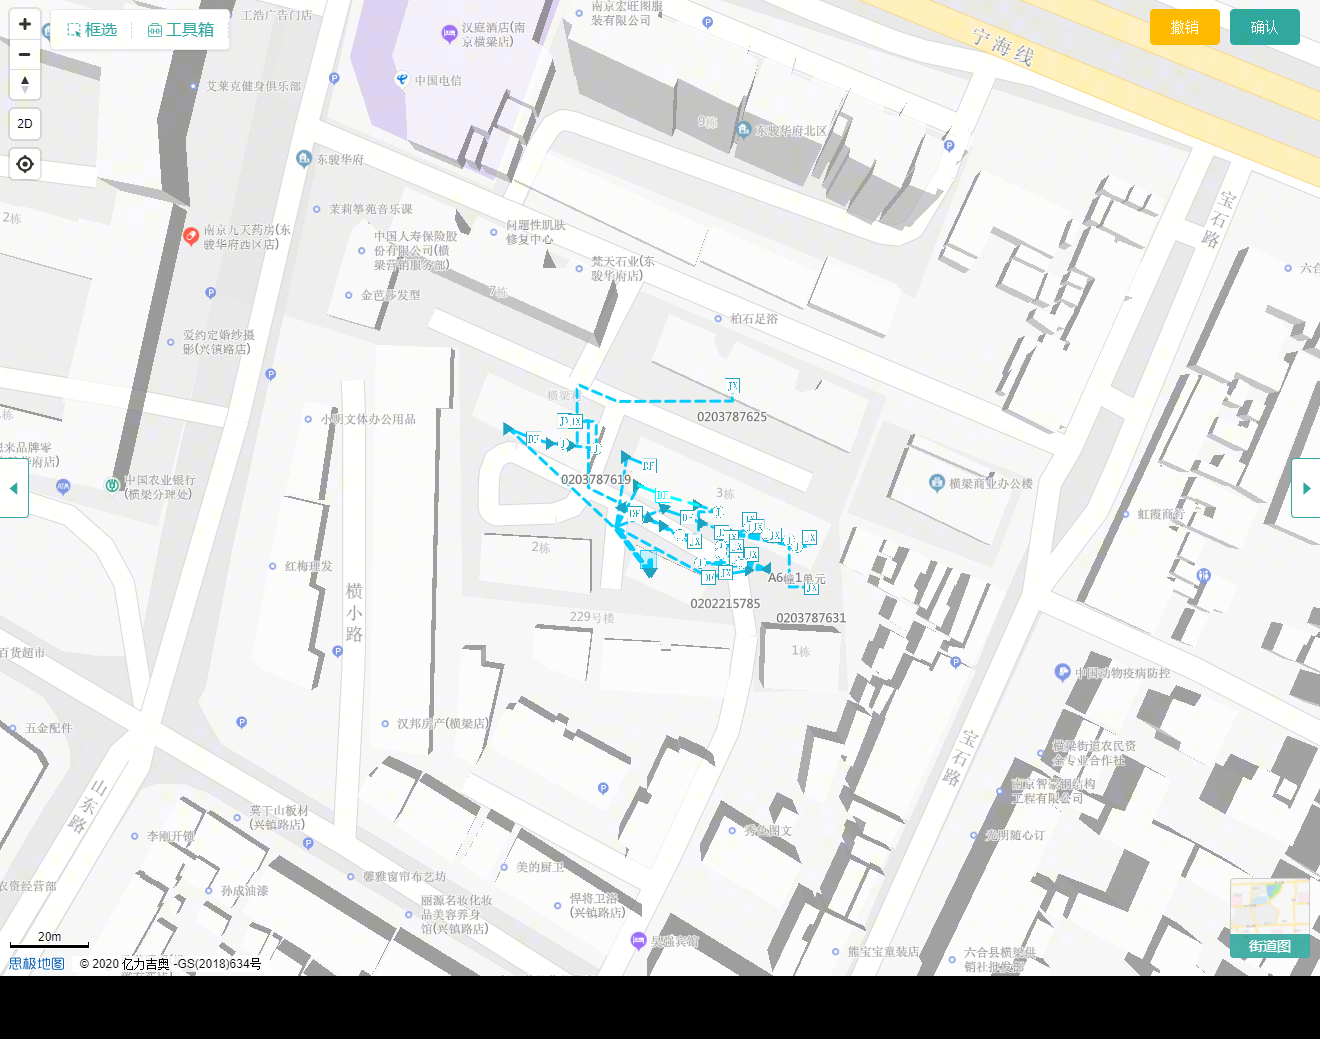 框选
工具箱
撤销
确认
2D
工浩广告门店
汉庭酒店(南
京横梁店)
南京宏旺图服
装有限公司
宁海线
中国电信
艾莱克健身俱乐部
9栋
东骏华府北区
东骏华府
茉莉筝苑音乐课
2栋
南京九天药房(东
骏华府西区店)
中国人寿保险股
份有限公司(横
梁营销服务部)
问题性肌肤
修复中心
梵天石业(东
骏华府店)
宝石路
六合
金芭莎发型
7栋
柏石足浴
爱约定婚纱摄
影(兴镇路店)
小明文体办公用品
0203787625
中国农业银行
(横梁分理处)
0203787619
3栋
横梁商业办公楼
虹霞商行
2栋
红梅理发
A6幢1单元
0202215785
0203787631
229号楼
1栋
横小路
百货超市
中国动物疫病防控
五金配件
汉邦房产(横梁店)
横梁街道农民资
金专业合作社
宝石路
南京智豪钢结构
工程有限公司
山东路
莫干山板材
(兴镇路店)
李刚开锁
秀色图文
光明随心订
美的厨卫
馨雅窗帘布艺坊
农资经营部
孙成油漆
丽源名妆化妆
品美容养身
馆(兴镇路店)
悍将卫浴
(兴镇路店)
吴强宾馆
熊宝宝童装店
六合县横梁供
销社批发部
街道图
20m
思极地图
© 2020 亿力吉奥 -GS(2018)634号